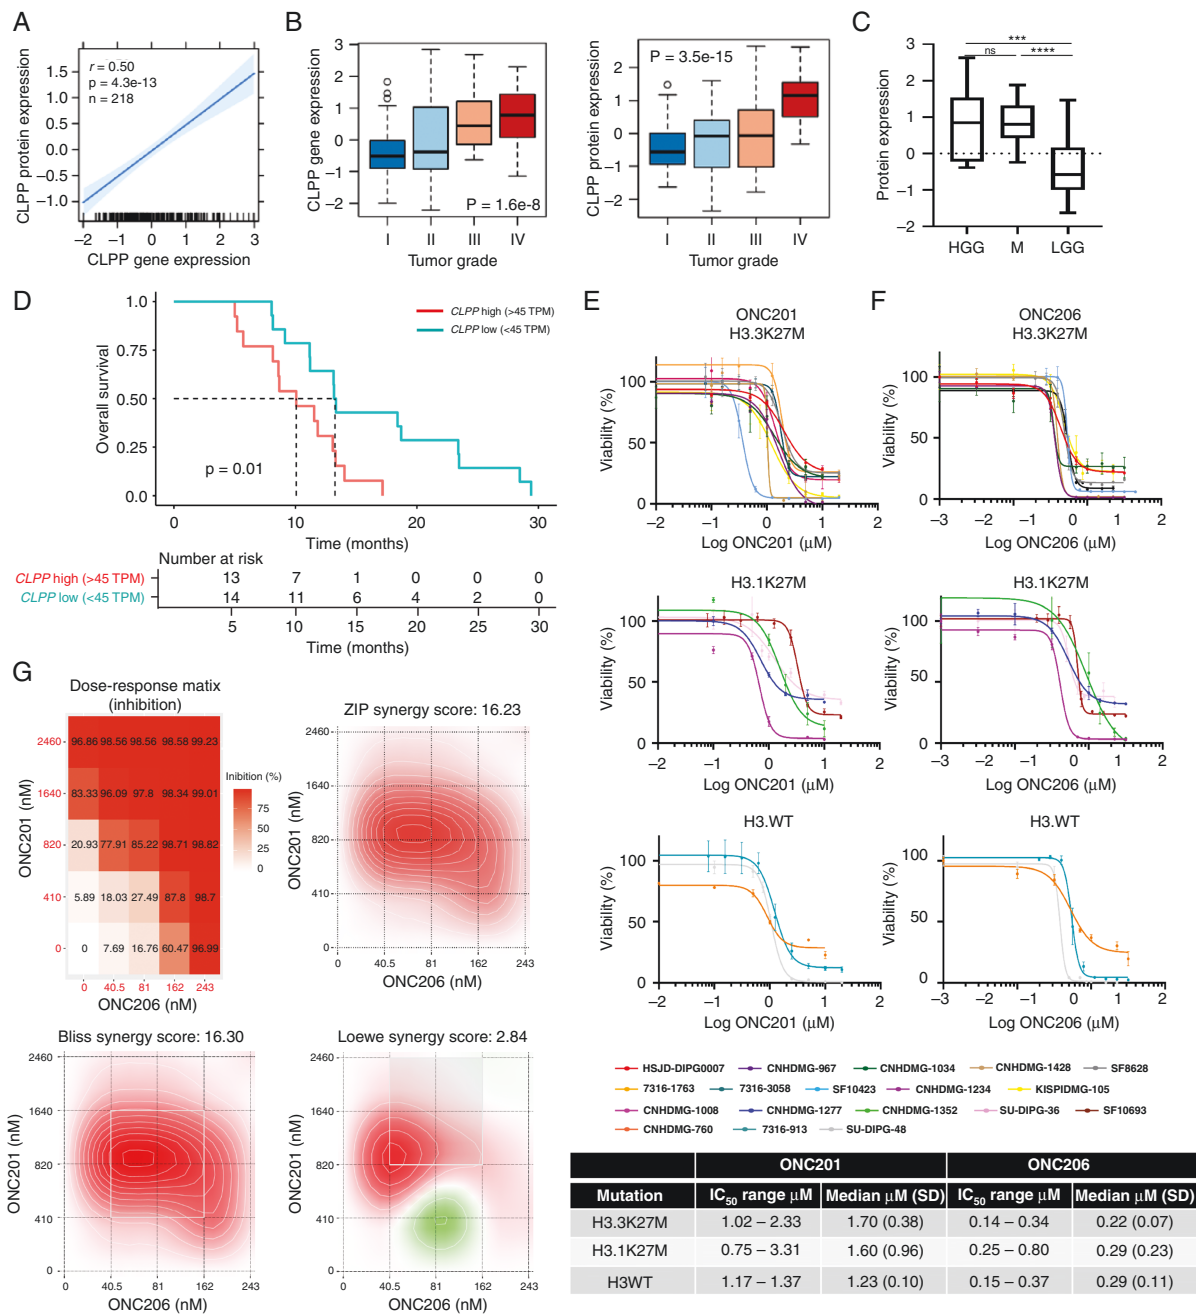 A
CLPP protein expression
1.5
1.0
0.5
0.0
−0.5
−1.0
r = 0.50
p = 4.3e-13
n = 218
−2 −1 0 1 2 3
CLPP gene expression
B
CLPP gene expression
3
2
1
0
−1
−2
P = 1.6e-8
I II III IV
Tumor grade
CLPP protein expression
2
1
0
−1
−2
P = 3.5e-15
I II III IV
Tumor grade
C
Protein expression
3
2
1
0
−1
−2
***
ns ****
HGG M LGG
D
Overall survival
1.0
0.75
0.50
0.25
0.0
CLPP high (>45 TPM)
CLPP low (<45 TPM)
p = 0.01
0 10 20 30
Time (months)
Number at risk
CLPP high (>45 TPM) 13 7 1 0 0 0
CLPP low (<45 TPM) 14 11 6 4 2 0
5 10 15 20 25 30
Time (months)
E
ONC201
H3.3K27M
Viability (%)
100
50
0
−2 −1 0 1 2
Log ONC201 (μM)
H3.1K27M
Viability (%)
100
50
0
−2 −1 0 1 2
Log ONC201 (μM)
H3.WT
Viability (%)
100
50
0
−2 −1 0 1 2
Log ONC201 (μM)
F
ONC206
H3.3K27M
Viability (%)
100
50
0
−3 −2 −1 0 1 2
Log ONC206 (μM)
H3.1K27M
Viability (%)
100
50
0
−3 −2 −1 0 1 2
Log ONC206 (μM)
H3.WT
Viability (%)
100
50
0
−3 −2 −1 0 1 2
Log ONC206 (μM)
HSJD-DIPG0007 CNHDMG-967 CNHDMG-1034 CNHDMG-1428 SF8628
7316-1763 7316-3058 SF10423 CNHDMG-1234 KISPIDMG-105
CNHDMG-1008 CNHDMG-1277 CNHDMG-1352 SU-DIPG-36 SF10693
CNHDMG-760 7316-913 SU-DIPG-48
G
Dose-response matix
(inhibition)
ONC201 (nM)
2460 96.86 98.56 98.56 98.58 99.23
1640 83.33 96.09 97.8 98.34 99.01
820 20.93 77.91 85.22 98.71 98.82
410 5.89 18.03 27.49 87.8 98.7
0 0 7.69 16.76 60.47 96.99
0 40.5 81 162 243
ONC206 (nM)
Inibition (%)
75
50
25
0
ZIP synergy score: 16.23
ONC201 (nM)
2460
1640
820
410
0
0 40.5 81 162 243
ONC206 (nM)
Bliss synergy score: 16.30
ONC201 (nM)
2460
1640
820
410
0
0 40.5 81 162 243
ONC206 (nM)
Loewe synergy score: 2.84
ONC201 (nM)
2460
1640
820
410
0
0 40.5 81 162 243
ONC206 (nM)
ONC201 ONC206
Mutation IC50 range μM Median μM (SD) IC50 range μM Median μM (SD)
H3.3K27M 1.02 – 2.33 1.70 (0.38) 0.14 – 0.34 0.22 (0.07)
H3.1K27M 0.75 – 3.31 1.60 (0.96) 0.25 – 0.80 0.29 (0.23)
H3WT 1.17 – 1.37 1.23 (0.10) 0.15 – 0.37 0.29 (0.11)